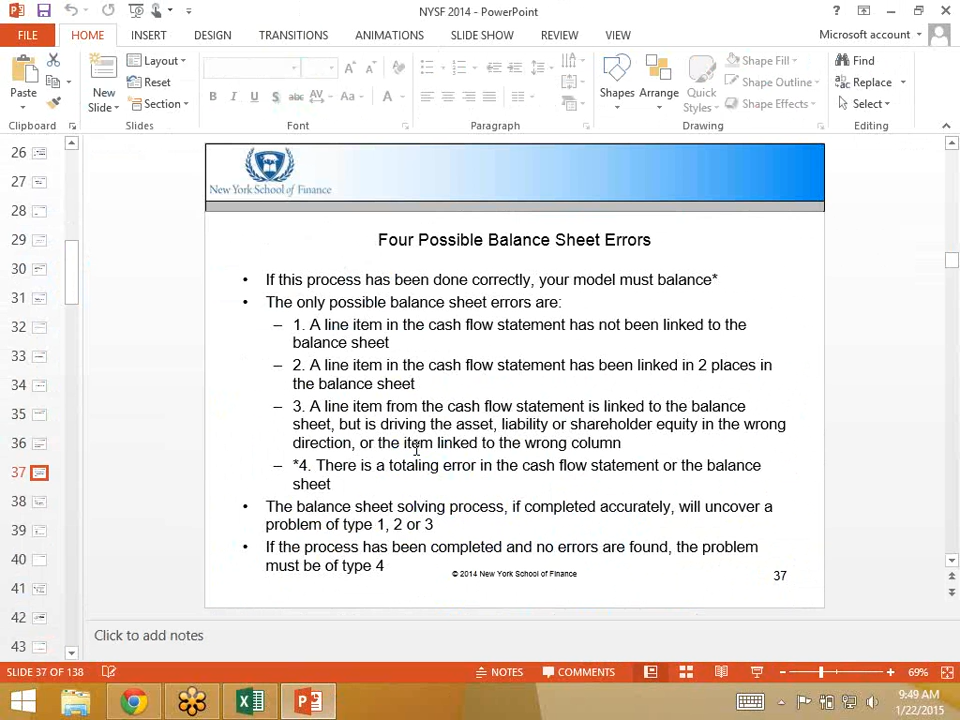 NYSF 2014 - PowerPoint
FILE HOME INSERT DESIGN TRANSITIONS ANIMATIONS SLIDE SHOW REVIEW VIEW Microsoft account
Paste
Clipboard
New
Slide
Layout
Reset
Section
Slides
B I U S abc AV Aa A
Font
Paragraph
Shapes Arrange Quick
Styles
Shape Fill
Shape Outline
Shape Effects
Drawing
Find
Replace
Select
Editing
26
27
28
29
30
31
32
33
34
35
36
37
38
39
40
41
42
43
New York School of Finance
Four Possible Balance Sheet Errors
• If this process has been done correctly, your model must balance*
• The only possible balance sheet errors are:
– 1. A line item in the cash flow statement has not been linked to the
balance sheet
– 2. A line item in the cash flow statement has been linked in 2 places in
the balance sheet
– 3. A line item from the cash flow statement is linked to the balance
sheet, but is driving the asset, liability or shareholder equity in the wrong
direction, or the item linked to the wrong column
– *4. There is a totaling error in the cash flow statement or the balance
sheet
• The balance sheet solving process, if completed accurately, will uncover a
problem of type 1, 2 or 3
• If the process has been completed and no errors are found, the problem
must be of type 4
© 2014 New York School of Finance
37
Click to add notes
SLIDE 37 OF 138 NOTES COMMENTS 69%
9:49 AM
1/22/2015